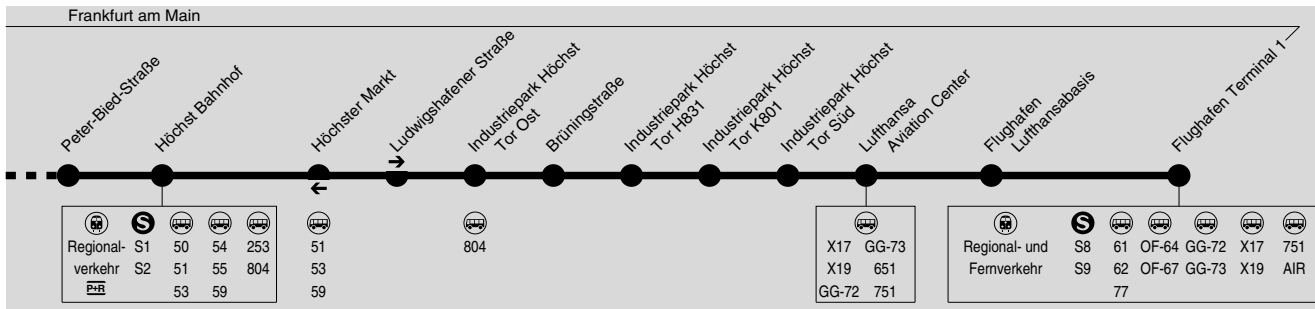 Frankfurt am Main
Peter-Bied-Straße
Höchst Bahnhof
Höchster Markt
Ludwigshafener Straße
Industriepark Höchst
Tor Ost
Brüningstraße
Industriepark Höchst
Tor H831
Industriepark Höchst
Tor K801
Industriepark Höchst
Tor Süd
Lufthansa
Aviation Center
Flughafen
Lufthansabasis
Flughafen Terminal 1
S
Regional- S1 50 54 253
verkehr S2 51 55 804
P+R 53 59
51
53
59
804
X17 GG-73
X19 651
GG-72 751
S
Regional- und S8 61 OF-64 GG-72 X17 751
Fernverkehr S9 62 OF-67 GG-73 X19 AIR
77